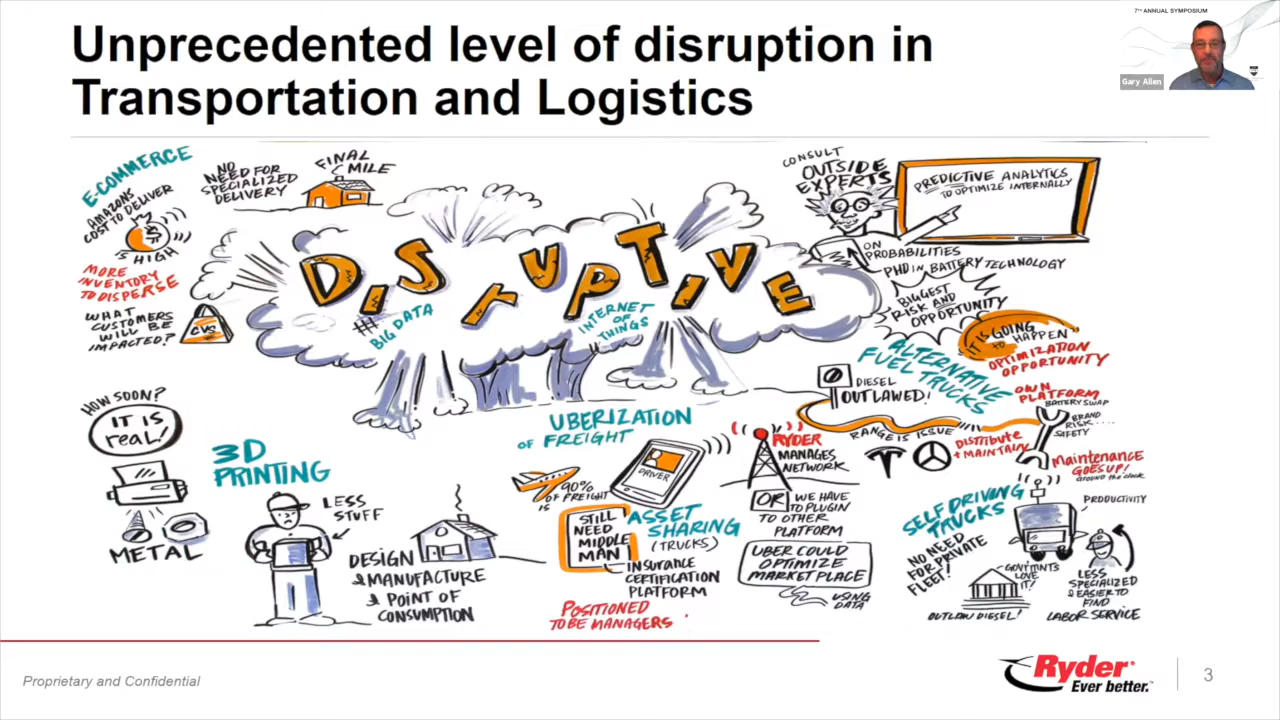 Unprecedented level of disruption in
Transportation and Logistics
7TH ANNUAL SYMPOSIUM
Gary Allen
E-COMMERCE
AMAZONS
COST TO DELIVER
IS HIGH
MORE
INVENTORY
TO DISPERSE
WHAT
CUSTOMERS
WILL BE
IMPACTED?
CVS
NO
NEED FOR
SPECIALIZED
DELIVERY
FINAL
MILE
DISRUPTIVE
# BIG DATA
INTERNET
OF
THINGS
CONSULT
OUTSIDE
EXPERTS
PREDICTIVE ANALYTICS
TO OPTIMIZE INTERNALLY
ON
PROBABILITIES
PHD IN BATTERY TECHNOLOGY
BIGGEST
RISK AND
OPPORTUNITY
IT IS GOING
TO HAPPEN
OPTIMIZATION
OPPORTUNITY
ALTERNATIVE
FUEL TRUCKS
DIESEL
OUTLAWED!
RANGE IS ISSUE
OWN
PLATFORM
BATTERY SWAP
BRAND
RISK....
SAFETY
DISTRIBUTE
+ MAINTAIN
Maintenance
GOES UP!
around the clock
HOW SOON?
IT IS
REAL!
METAL
3D
PRINTING
LESS
STUFF
DESIGN
& MANUFACTURE
& POINT OF
CONSUMPTION
UBERIZATION
OF FREIGHT
90%
OF FREIGHT
IS
DRIVER
STILL
NEED
MIDDLE
MAN
ASSET
SHARING
(TRUCKS)
INSURANCE
CERTIFICATION
PLATFORM
POSITIONED
TO BE MANAGERS
RYDER
MANAGES
NETWORK
OR WE HAVE
TO PLUGIN
TO OTHER
PLATFORM
UBER COULD
OPTIMIZE
MARKET PLACE
USING
DATA
SELF DRIVING
TRUCKS
NO NEED
FOR PRIVATE
FLEET!
PRODUCTIVITY
GOV'MNTS
LOVE
IT!
OUTLAW DIESEL!
LESS
SPECIALIZED
& EASIER TO
FIND
LABOR SERVICE
Proprietary and Confidential
Ryder
Ever better.™
3